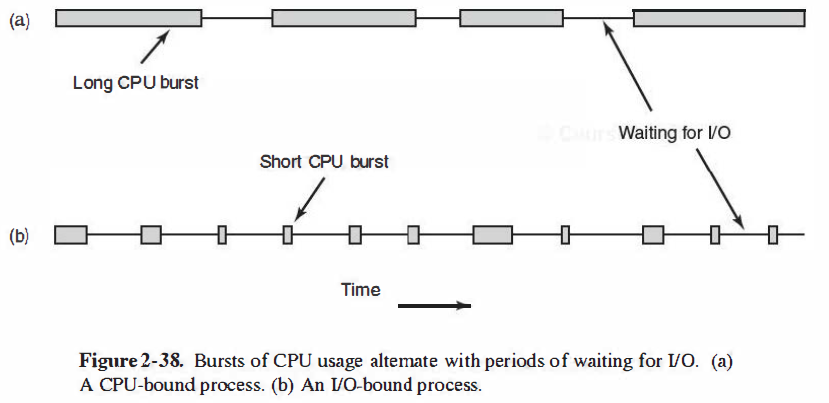 (a)
Long CPU burst
Waiting for I/O
Short CPU burst
(b)
Time
Figure 2-38. Bursts of CPU usage alternate with periods of waiting for I/O. (a)
A CPU-bound process. (b) An I/O-bound process.